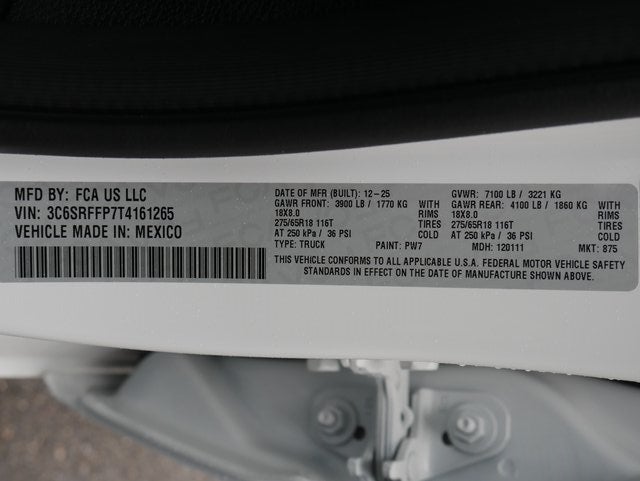 MFD BY: FCA US LLC
VIN: 3C6SRFFP7T4161265
VEHICLE MADE IN: MEXICO
DATE OF MFR (BUILT): 12-25
GAWR FRONT: 3900 LB / 1770 KG WITH
18X8.0 RIMS
275/65R18 116T TIRES
AT 250 kPa / 36 PSI COLD
TYPE: TRUCK PAINT: PW7
GVWR: 7100 LB / 3221 KG
GAWR REAR: 4100 LB / 1860 KG WITH
18X8.0 RIMS
275/65R18 116T TIRES
AT 250 kPa / 36 PSI COLD
MDH: 120111 MKT: 875
THIS VEHICLE CONFORMS TO ALL APPLICABLE U.S.A. FEDERAL MOTOR VEHICLE SAFETY
STANDARDS IN EFFECT ON THE DATE OF MANUFACTURE SHOWN ABOVE.